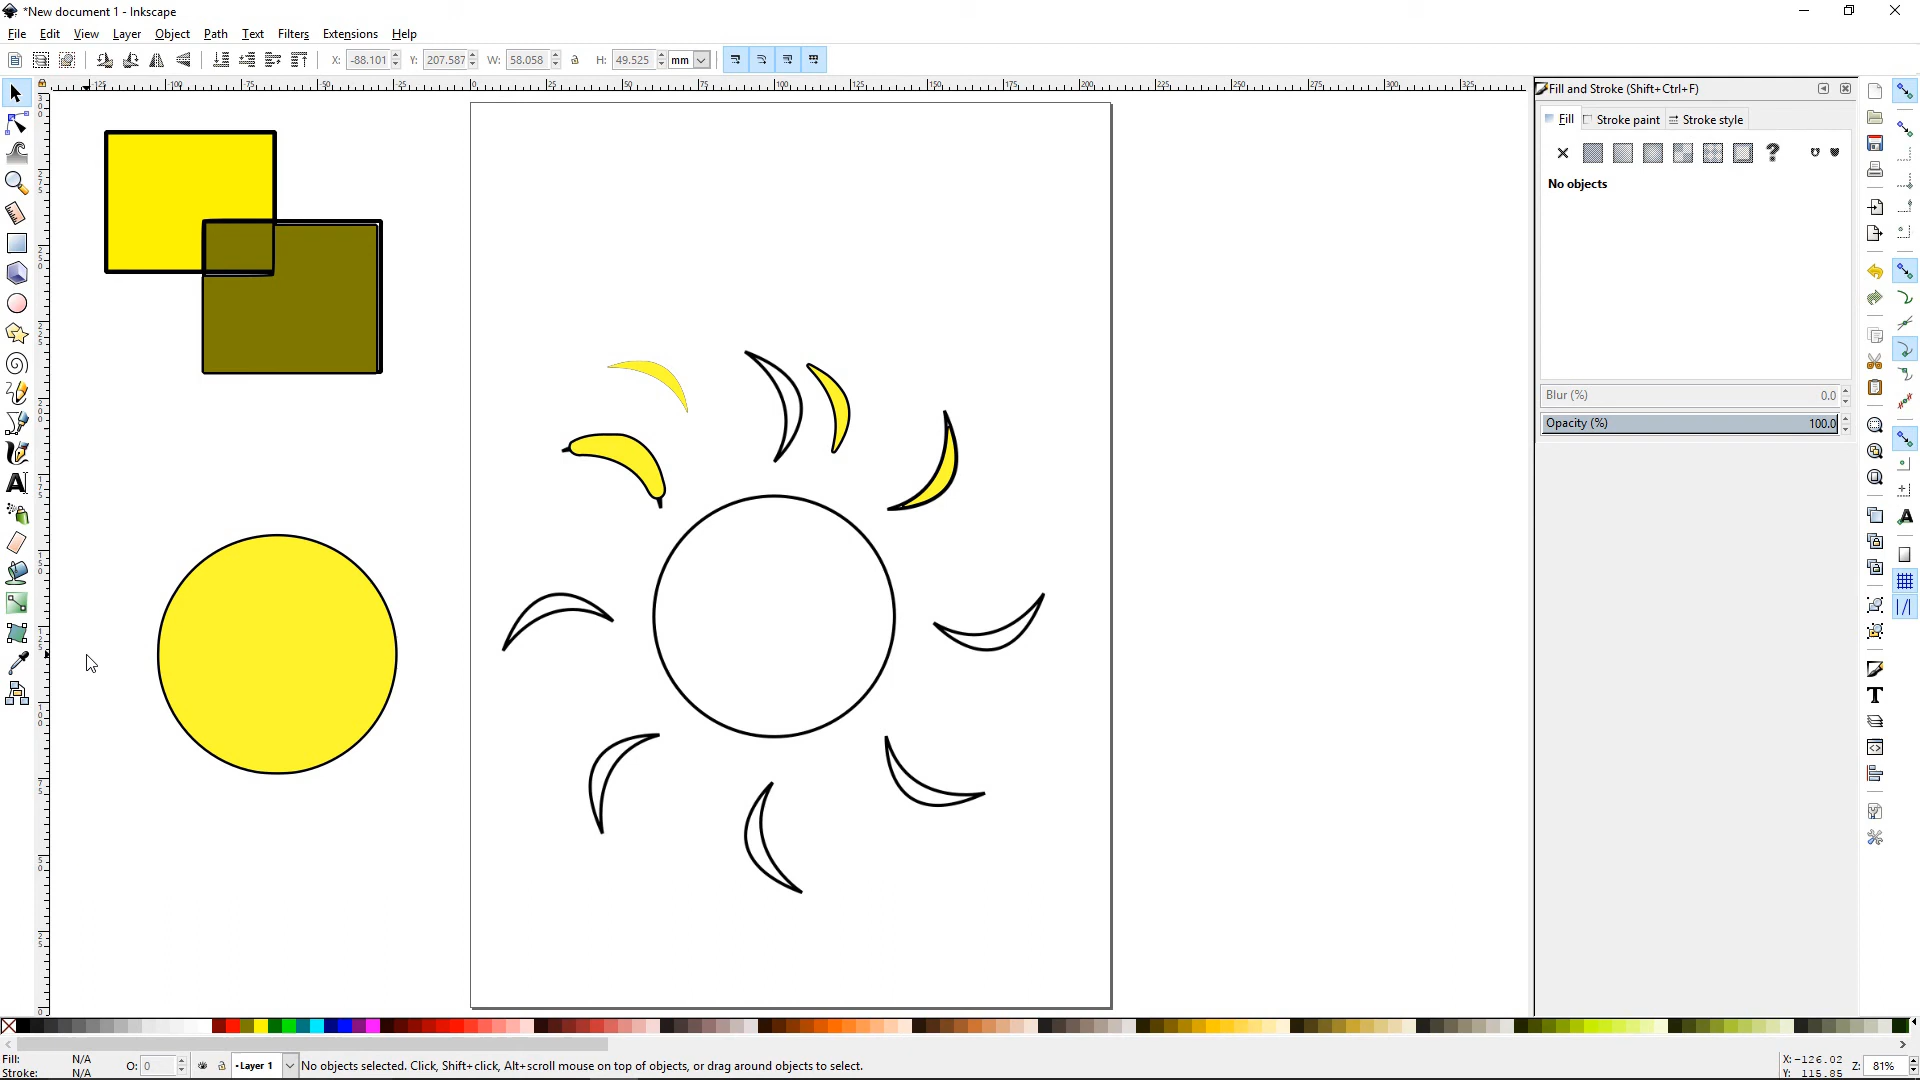 *New document 1 - Inkscape
File Edit View Layer Object Path Text Filters Extensions Help
X: -88.101 Y: 207.587 W: 58.058 H: 49.525 mm
Fill and Stroke (Shift+Ctrl+F)
Fill Stroke paint Stroke style
No objects
Blur (%) 0.0
Opacity (%) 100.0
Fill: N/A
Stroke: N/A
O: 0
-Layer 1
No objects selected. Click, Shift+click, Alt+scroll mouse on top of objects, or drag around objects to select.
X: -126.02
Y: 115.85
Z: 81%